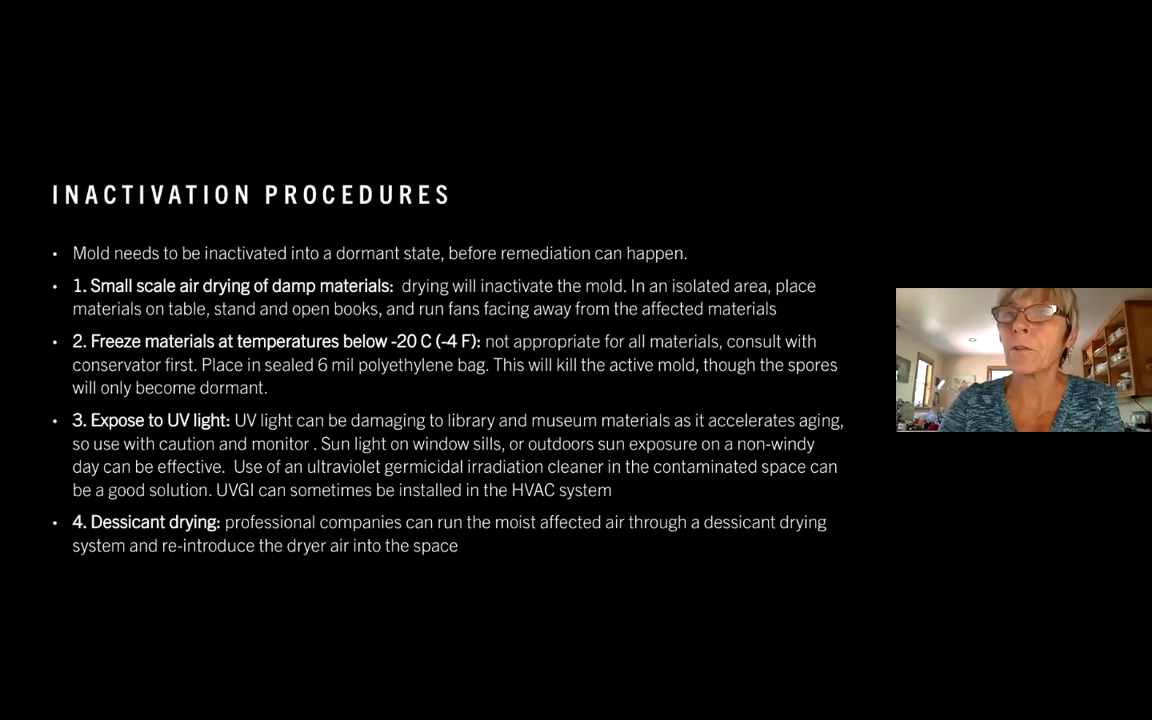 INACTIVATION PROCEDURES
• Mold needs to be inactivated into a dormant state, before remediation can happen.
• 1. Small scale air drying of damp materials: drying will inactivate the mold. In an isolated area, place
materials on table, stand and open books, and run fans facing away from the affected materials
• 2. Freeze materials at temperatures below -20 C (-4 F): not appropriate for all materials, consult with
conservator first. Place in sealed 6 mil polyethylene bag. This will kill the active mold, though the spores
will only become dormant.
• 3. Expose to UV light: UV light can be damaging to library and museum materials as it accelerates aging,
so use with caution and monitor . Sun light on window sills, or outdoors sun exposure on a non-windy
day can be effective. Use of an ultraviolet germicidal irradiation cleaner in the contaminated space can
be a good solution. UVGI can sometimes be installed in the HVAC system
• 4. Dessicant drying: professional companies can run the moist affected air through a dessicant drying
system and re-introduce the dryer air into the space